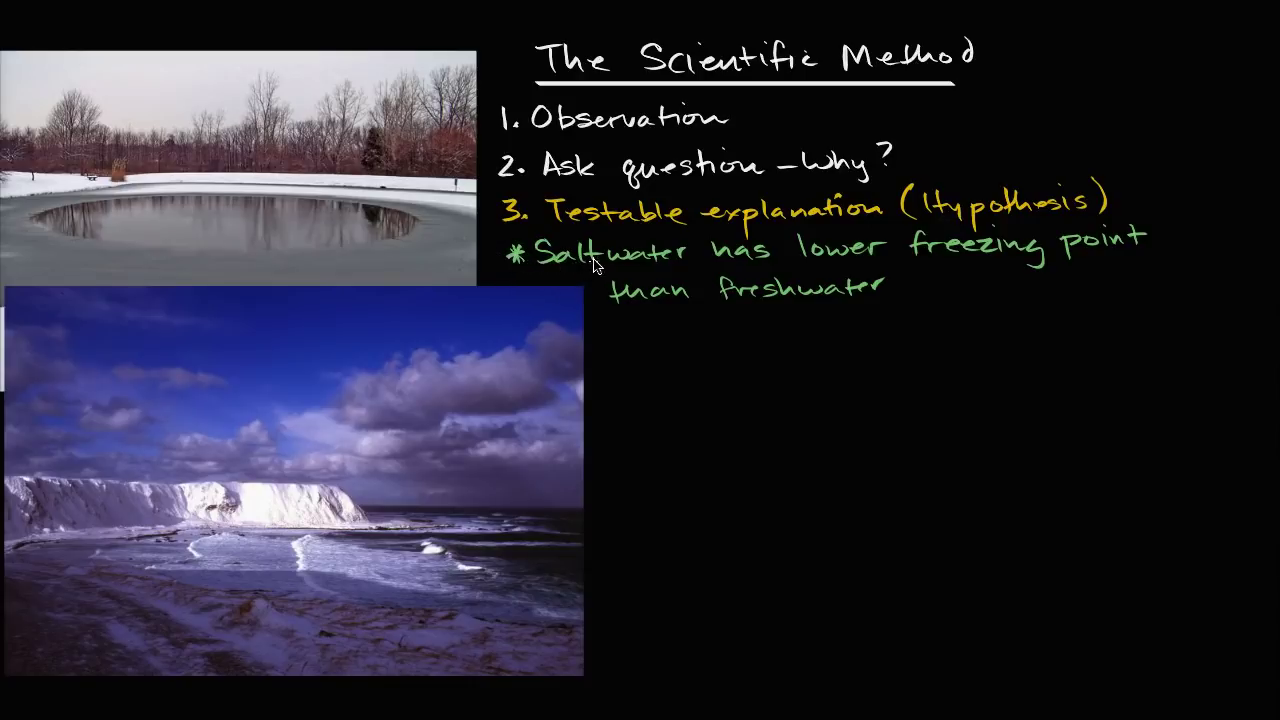 The Scientific Method
1. Observation
2. Ask question - Why?
3. Testable explanation (Hypothesis)
* Saltwater has lower freezing point
than freshwater